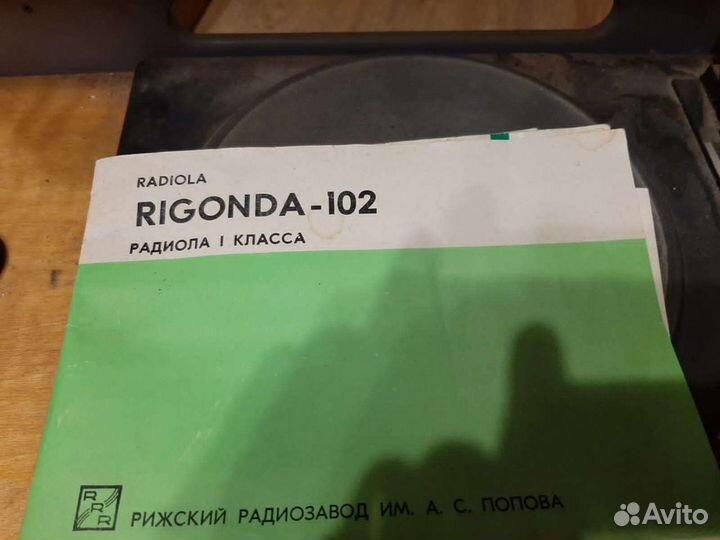 RADIOLA
RIGONDA-102
РАДИОЛА I КЛАССА
RRR
РИЖСКИЙ РАДИОЗАВОД ИМ. А. С. ПОПОВА
Avito